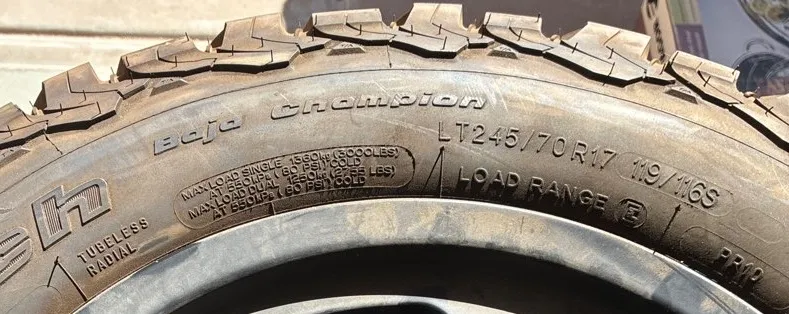 Baja Champion
LT245/70R17 119/116S
LOAD RANGE E
MAX LOAD SINGLE 1360kg (3000LBS)
AT 550kPA ( 80 PSI) COLD
MAX LOAD DUAL 1250kg (2755 LBS)
AT 550kPA ( 80 PSI) COLD
TUBELESS
RADIAL
PR10